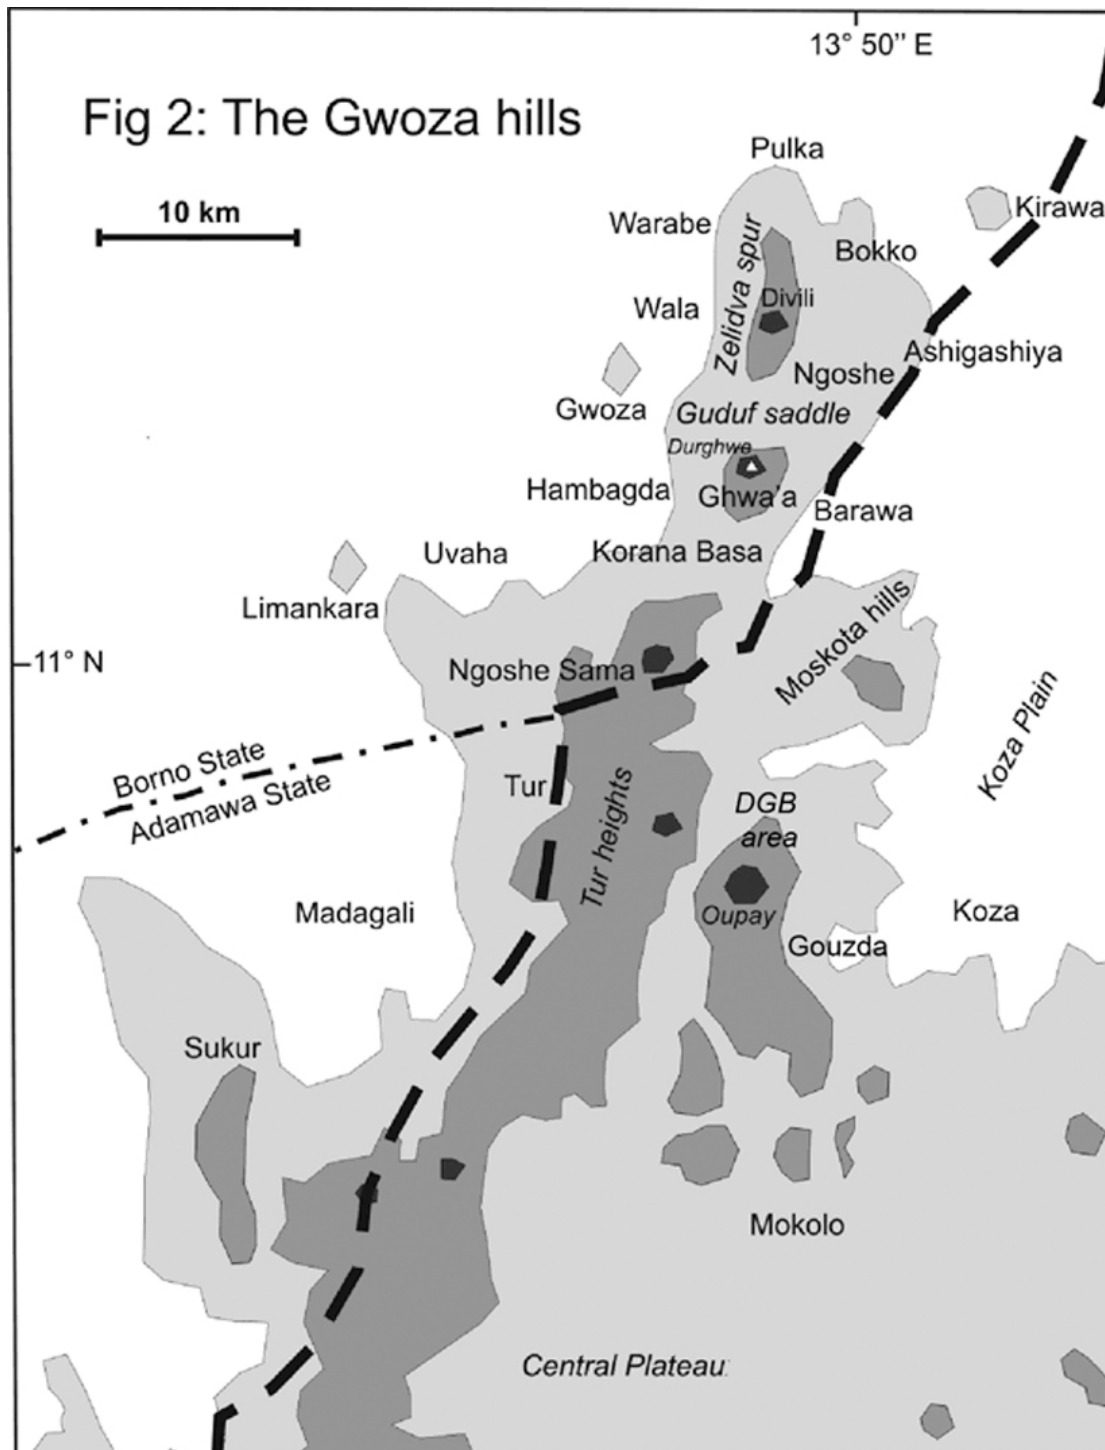 13° 50” E
Fig 2: The Gwoza hills
Pulka
10 km
Kirawa
Warabe
Zelidva spur
Bokko
Divili
Wala
Ashigashiya
Ngoshe
Gwoza
Guduf saddle
Durghwe
Hambagda
Ghwa'a
Barawa
Uvaha
Korana Basa
Limankara
Moskota hills
11° N
Ngoshe Sama
Koza Plain
Borno State
Adamawa State
Tur
Tur heights
DGB
area
Madagali
Oupay
Koza
Gouzda
Sukur
Mokolo
Central Plateau